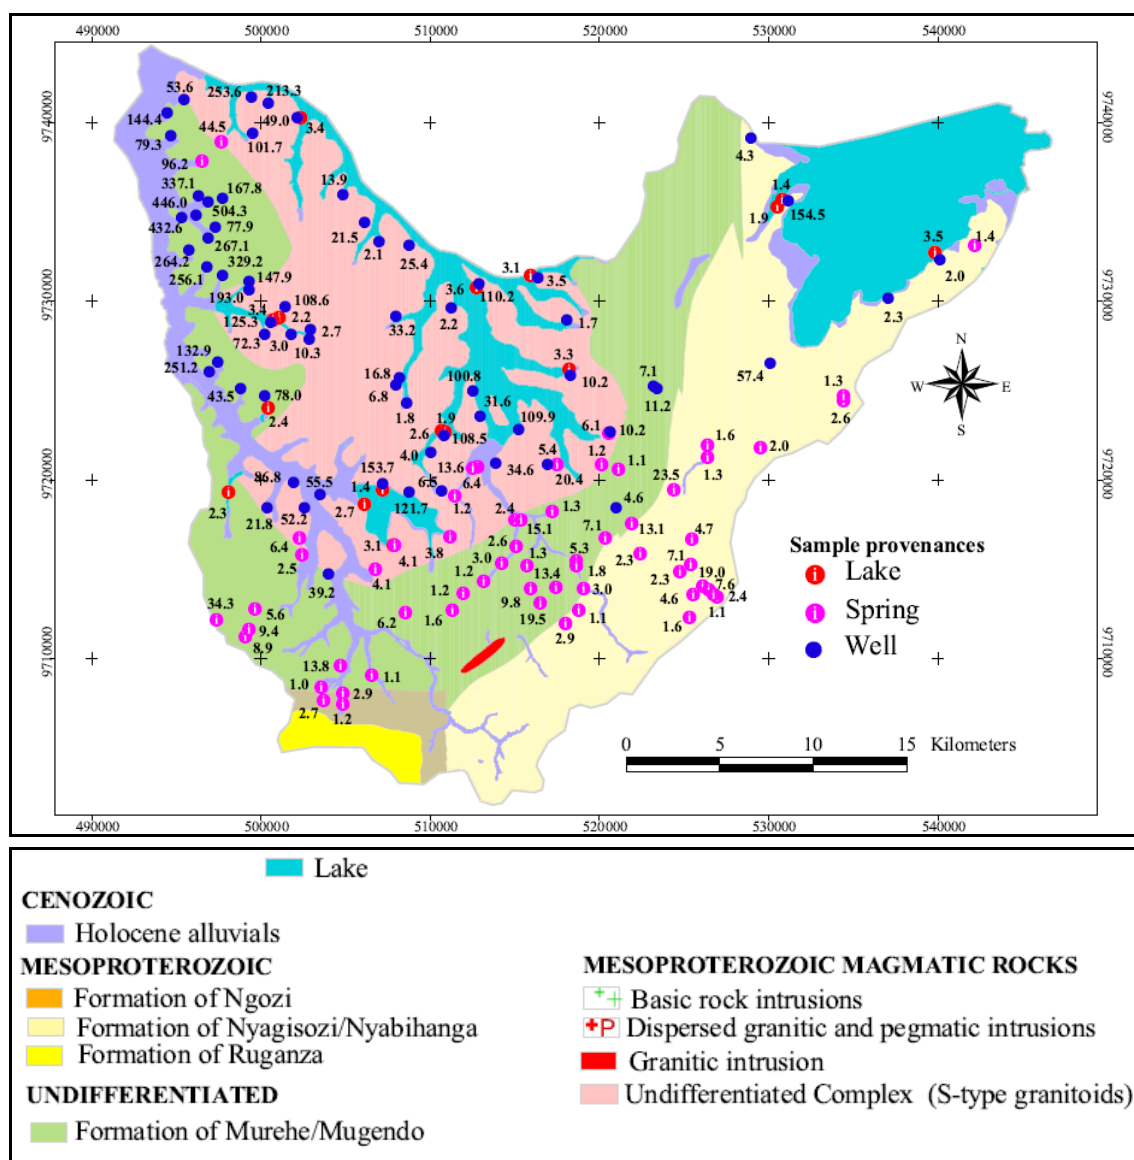 490000 500000 510000 520000 530000 540000
9740000 9740000
9730000 9730000
9720000 9720000
9710000 9710000
53.6 253.6 213.3
144.4 49.0 3.4
79.3 44.5 101.7 4.3
96.2
337.1 167.8 13.9 1.4
446.0 504.3 1.9 154.5
432.6 77.9 21.5
267.1 2.1 3.5 1.4
264.2 329.2 25.4
256.1 147.9 3.1 3.5 2.0
193.0 108.6 3.6 110.2
3.4 2.2 2.3
125.3 2.7 33.2 2.2 1.7
72.3 3.0 10.3
132.9 3.3
251.2 16.8 100.8 10.2 7.1 57.4 1.3
43.5 78.0 6.8 31.6 11.2 2.6
2.4 1.8 1.9 109.9 6.1 10.2
2.6 108.5 1.6 2.0
4.0 5.4 1.2 1.1
86.8 55.5 153.7 13.6 34.6 20.4 23.5 1.3
1.4 6.5 6.4
2.3 21.8 52.2 2.7 121.7 1.2 2.4 1.3 4.6
15.1 7.1 13.1 4.7
6.4 3.1 3.8 2.6 5.3
2.5 4.1 3.0 1.3 2.3 7.1
4.1 1.2 13.4 1.8 2.3 19.0
39.2 1.2 3.0 4.6 7.6
34.3 5.6 9.8 2.4
9.4 6.2 1.6 19.5 1.1 1.1
8.9 2.9 1.6
13.8
1.0 1.1
2.9
2.7 1.2
N
W E
S
Sample provenances
Lake
Spring
Well
0 5 10 15 Kilometers
490000 500000 510000 520000 530000 540000
Lake
CENOZOIC
Holocene alluvials
MESOPROTEROZOIC
Formation of Ngozi
Formation of Nyagisozi/Nyabihanga
Formation of Ruganza
UNDIFFERENTIATED
Formation of Murehe/Mugendo
MESOPROTEROZOIC MAGMATIC ROCKS
Basic rock intrusions
P Dispersed granitic and pegmatic intrusions
Granitic intrusion
Undifferentiated Complex (S-type granitoids)